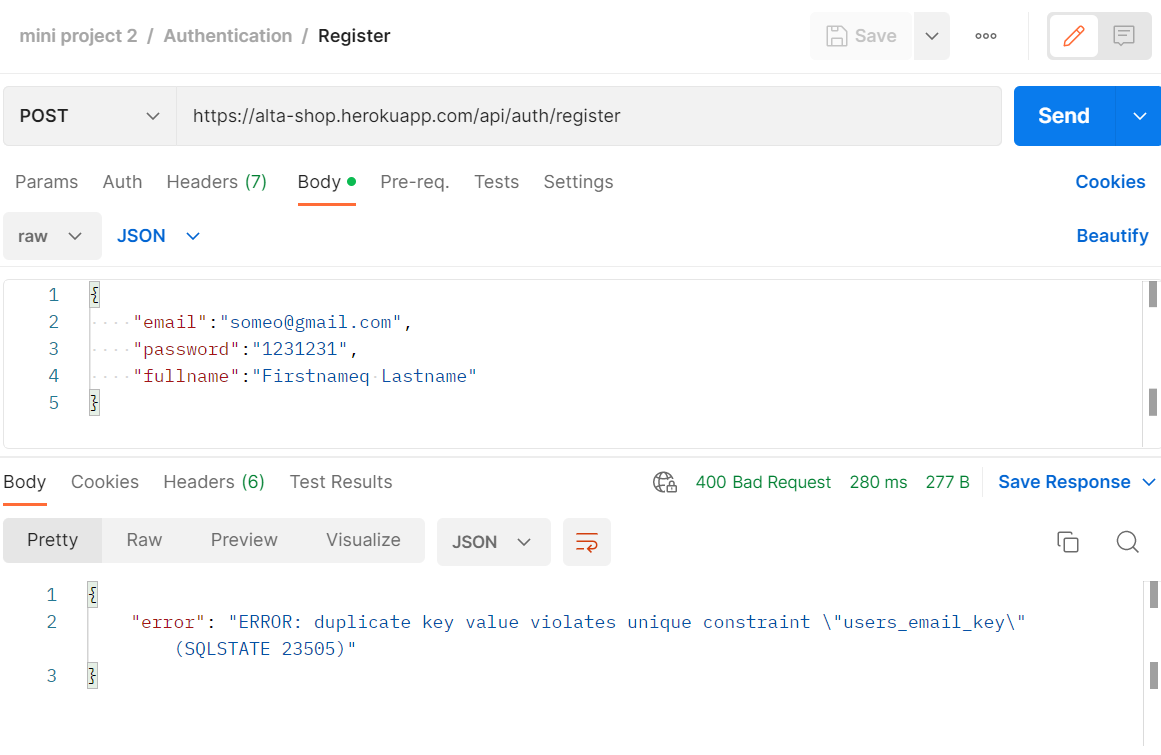 mini project 2 / Authentication / Register
Save
POST
https://alta-shop.herokuapp.com/api/auth/register
Send
Params Auth Headers (7) Body Pre-req. Tests Settings Cookies
raw JSON Beautify
1 {
2 "email":"someo@gmail.com",
3 "password":"1231231",
4 "fullname":"Firstnameq Lastname"
5 }
Body Cookies Headers (6) Test Results 400 Bad Request 280 ms 277 B Save Response
Pretty Raw Preview Visualize JSON
1 {
2 "error": "ERROR: duplicate key value violates unique constraint \"users_email_key\"
(SQLSTATE 23505)"
3 }